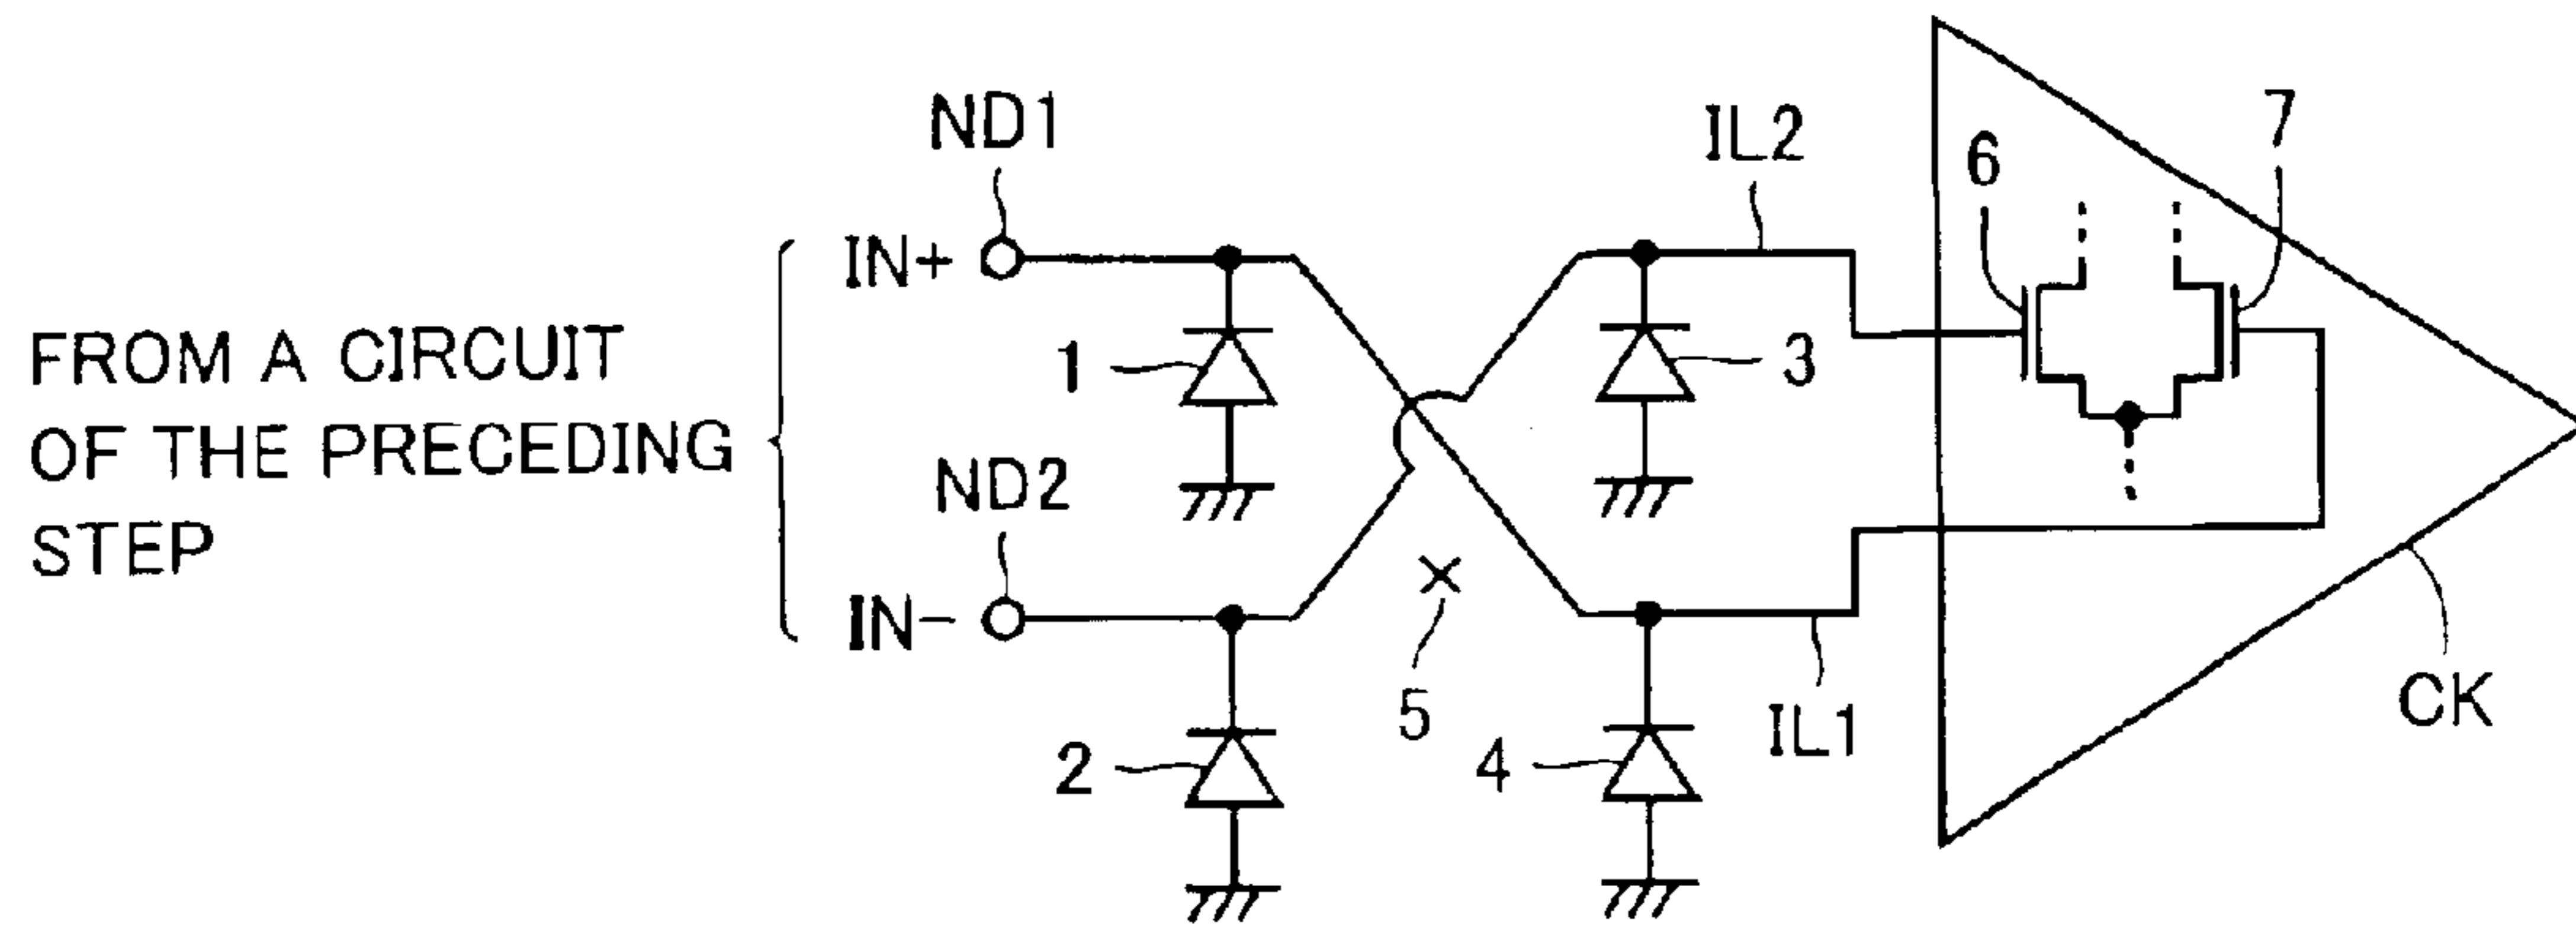 ND1
IL2
6
7
IN+
FROM A CIRCUIT
OF THE PRECEDING
STEP
1
3
ND2
IN-
5
IL1
CK
2
4